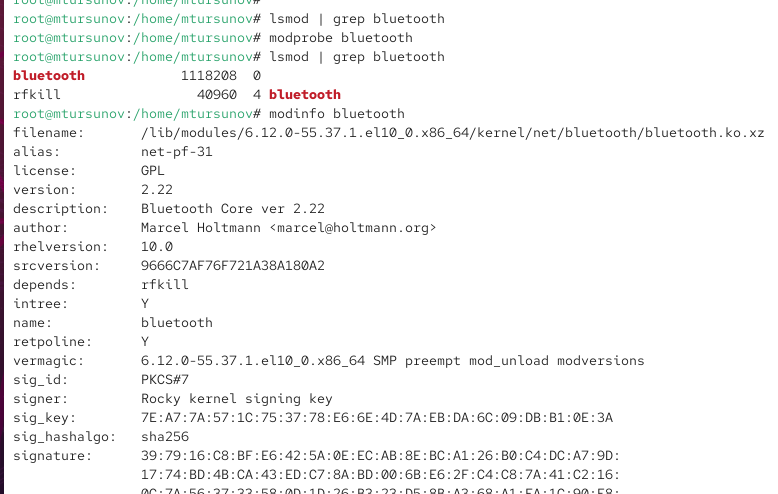 root@mtursunov:/home/mtursunov#
root@mtursunov:/home/mtursunov# lsmod | grep bluetooth
root@mtursunov:/home/mtursunov# modprobe bluetooth
root@mtursunov:/home/mtursunov# lsmod | grep bluetooth
bluetooth            1118208  0
rfkill                 40960  4 bluetooth
root@mtursunov:/home/mtursunov# modinfo bluetooth
filename:       /lib/modules/6.12.0-55.37.1.el10_0.x86_64/kernel/net/bluetooth/bluetooth.ko.xz
alias:          net-pf-31
license:        GPL
version:        2.22
description:    Bluetooth Core ver 2.22
author:         Marcel Holtmann <marcel@holtmann.org>
rhelversion:    10.0
srcversion:     9666C7AF76F721A38A180A2
depends:        rfkill
intree:         Y
name:           bluetooth
retpoline:      Y
vermagic:       6.12.0-55.37.1.el10_0.x86_64 SMP preempt mod_unload modversions
sig_id:         PKCS#7
signer:         Rocky kernel signing key
sig_key:        7E:A7:7A:57:1C:75:37:78:E6:6E:4D:7A:EB:DA:6C:09:DB:B1:0E:3A
sig_hashalgo:   sha256
signature:      39:79:16:C8:BF:E6:42:5A:0E:EC:AB:8E:BC:A1:26:B0:C4:DC:A7:9D:
                17:74:BD:4B:CA:43:ED:C7:8A:BD:00:6B:E6:2F:C4:C8:7A:41:C2:16: